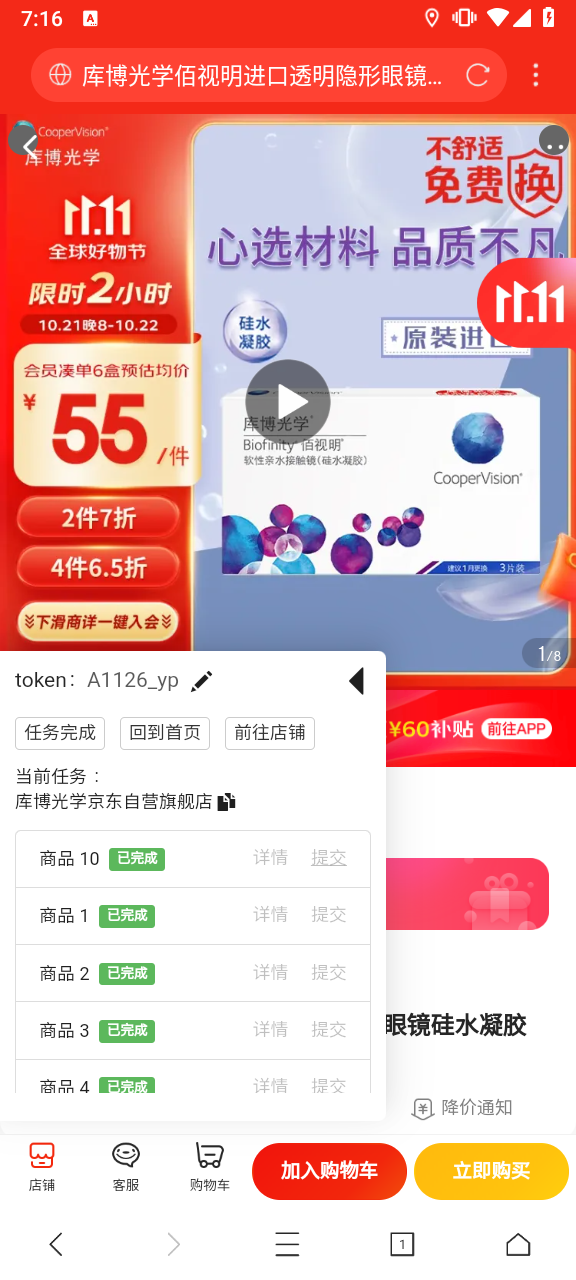 7:16
A
库博光学佰视明进口透明隐形眼镜...
CooperVision®
库博光学
11.11
全球好物节
限时2小时
10.21晚8-10.22
会员凑单6盒预估均价
¥55/件
2件7折
4件6.5折
下滑商详一键入会
不舒适
免费换
心选材料 品质不凡
11.11
硅水
凝胶
原装进口
库博光学®
Biofinity® 佰视明®
软性亲水接触镜(硅水凝胶)
CooperVision®
建议1月更换 3片装
1/8
token: A1126_yp
¥60补贴 前往APP
任务完成 回到首页 前往店铺
当前任务：
库博光学京东自营旗舰店
商品 10 已完成 详情 提交
商品 1 已完成 详情 提交
商品 2 已完成 详情 提交
商品 3 已完成 详情 提交
眼镜硅水凝胶
商品 4 已完成 详情 提交
降价通知
店铺 客服 购物车 加入购物车 立即购买
1